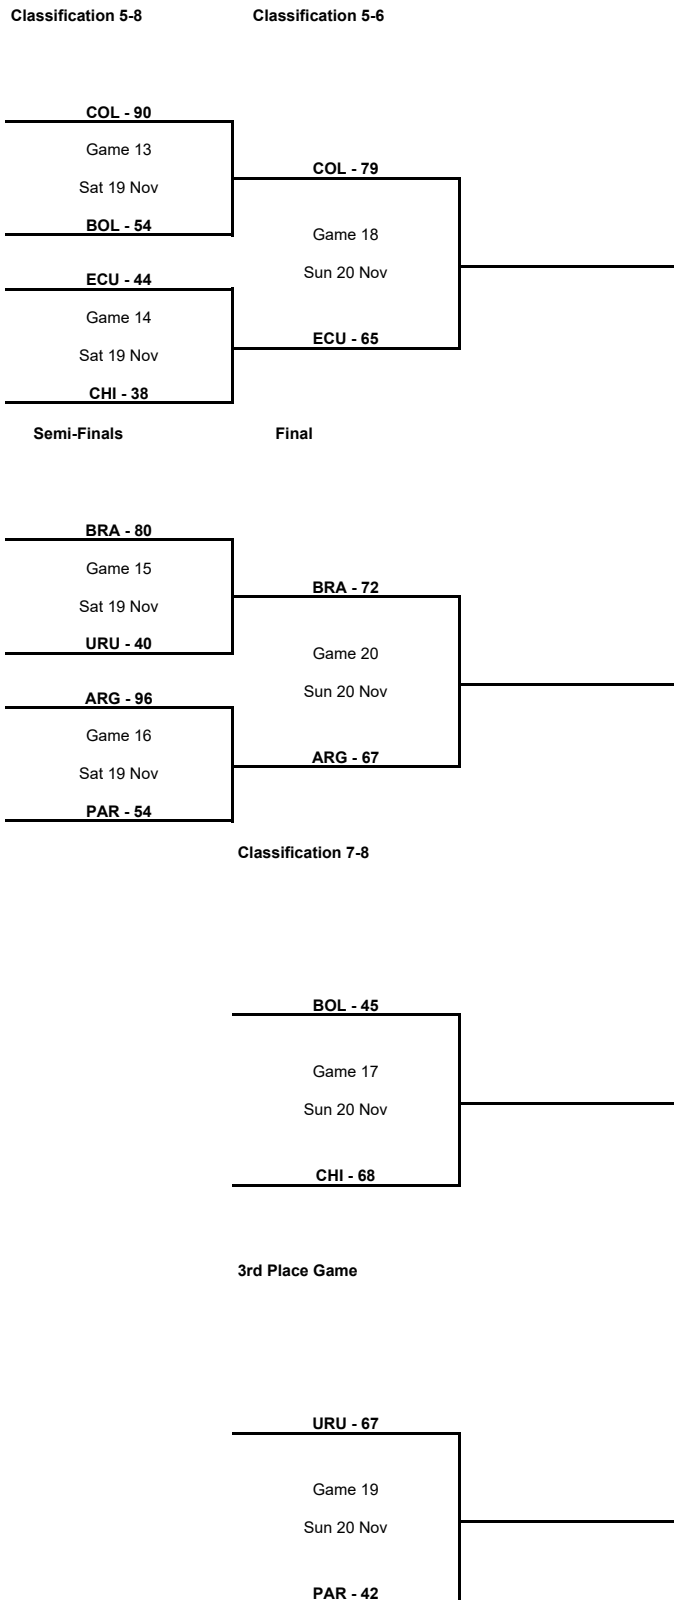 Classification 5-8
Classification 5-6
COL - 90
Game 13
Sat 19 Nov
BOL - 54
COL - 79
Game 18
Sun 20 Nov
ECU - 65
ECU - 44
Game 14
Sat 19 Nov
CHI - 38
Semi-Finals
Final
BRA - 80
Game 15
Sat 19 Nov
URU - 40
BRA - 72
Game 20
Sun 20 Nov
ARG - 67
ARG - 96
Game 16
Sat 19 Nov
PAR - 54
Classification 7-8
BOL - 45
Game 17
Sun 20 Nov
CHI - 68
3rd Place Game
URU - 67
Game 19
Sun 20 Nov
PAR - 42